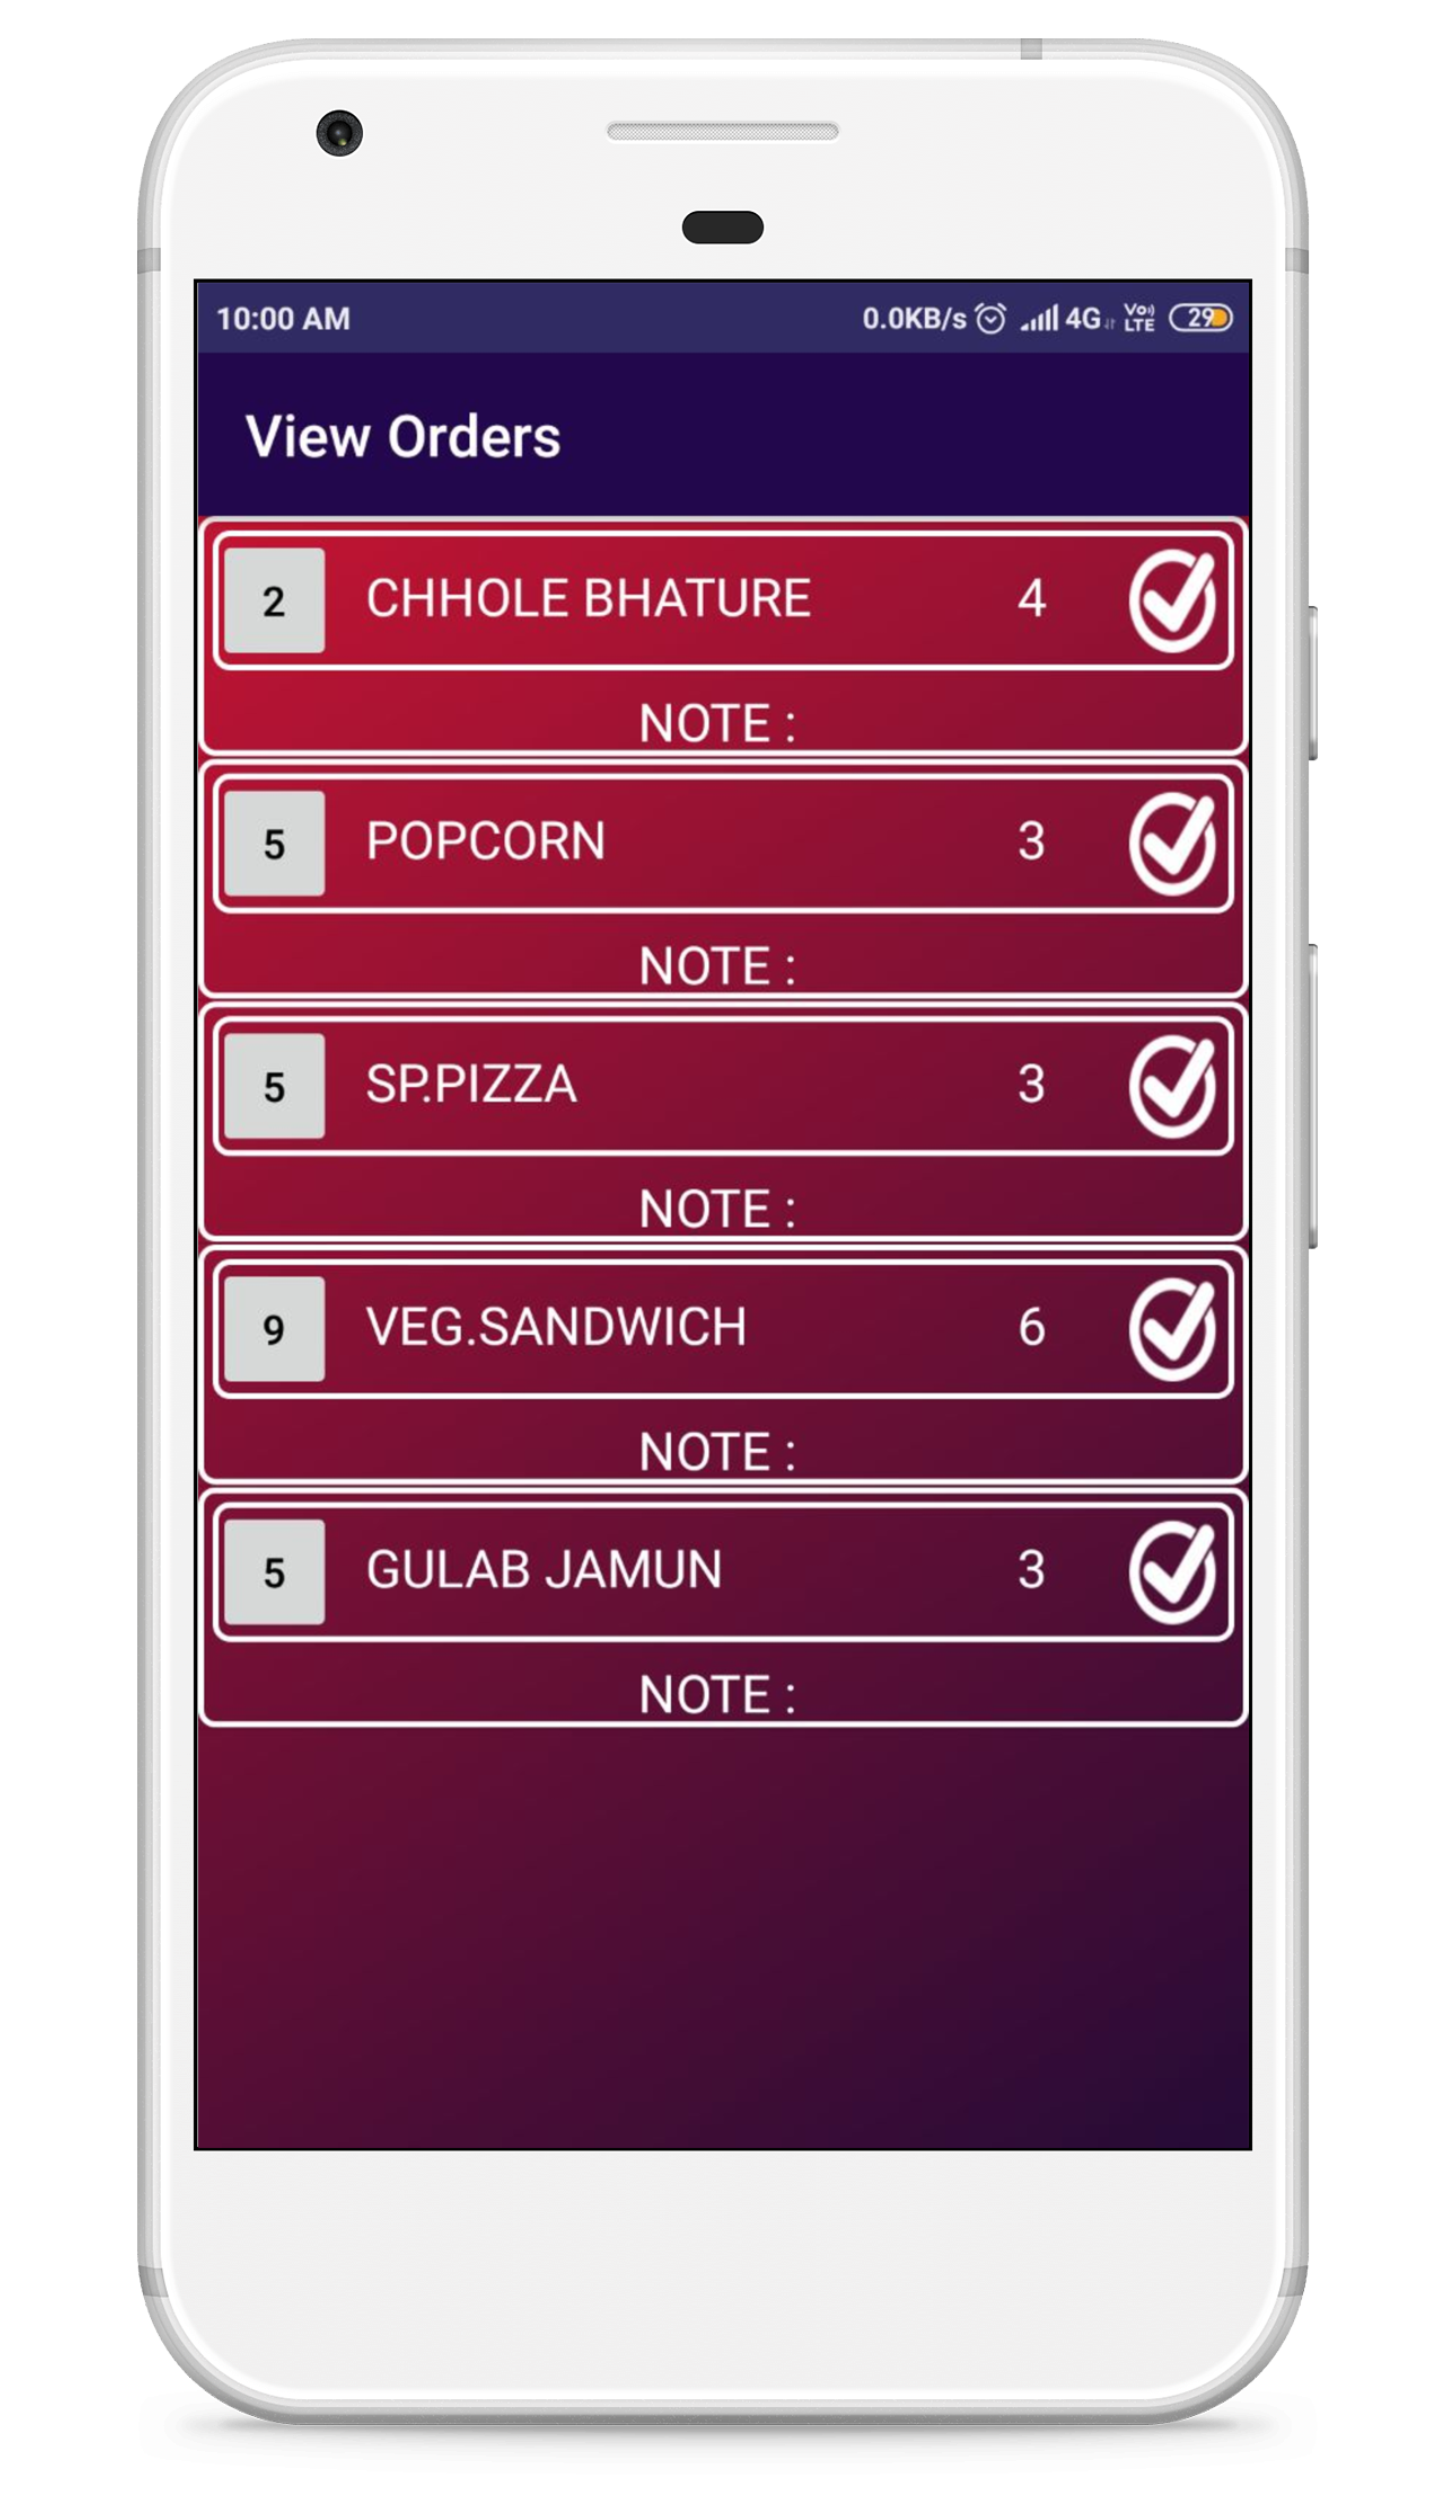 10:00 AM 0.0KB/s 4G Vo) LTE 29
View Orders
2 CHHOLE BHATURE 4
NOTE :
5 POPCORN 3
NOTE :
5 SP.PIZZA 3
NOTE :
9 VEG.SANDWICH 6
NOTE :
5 GULAB JAMUN 3
NOTE :